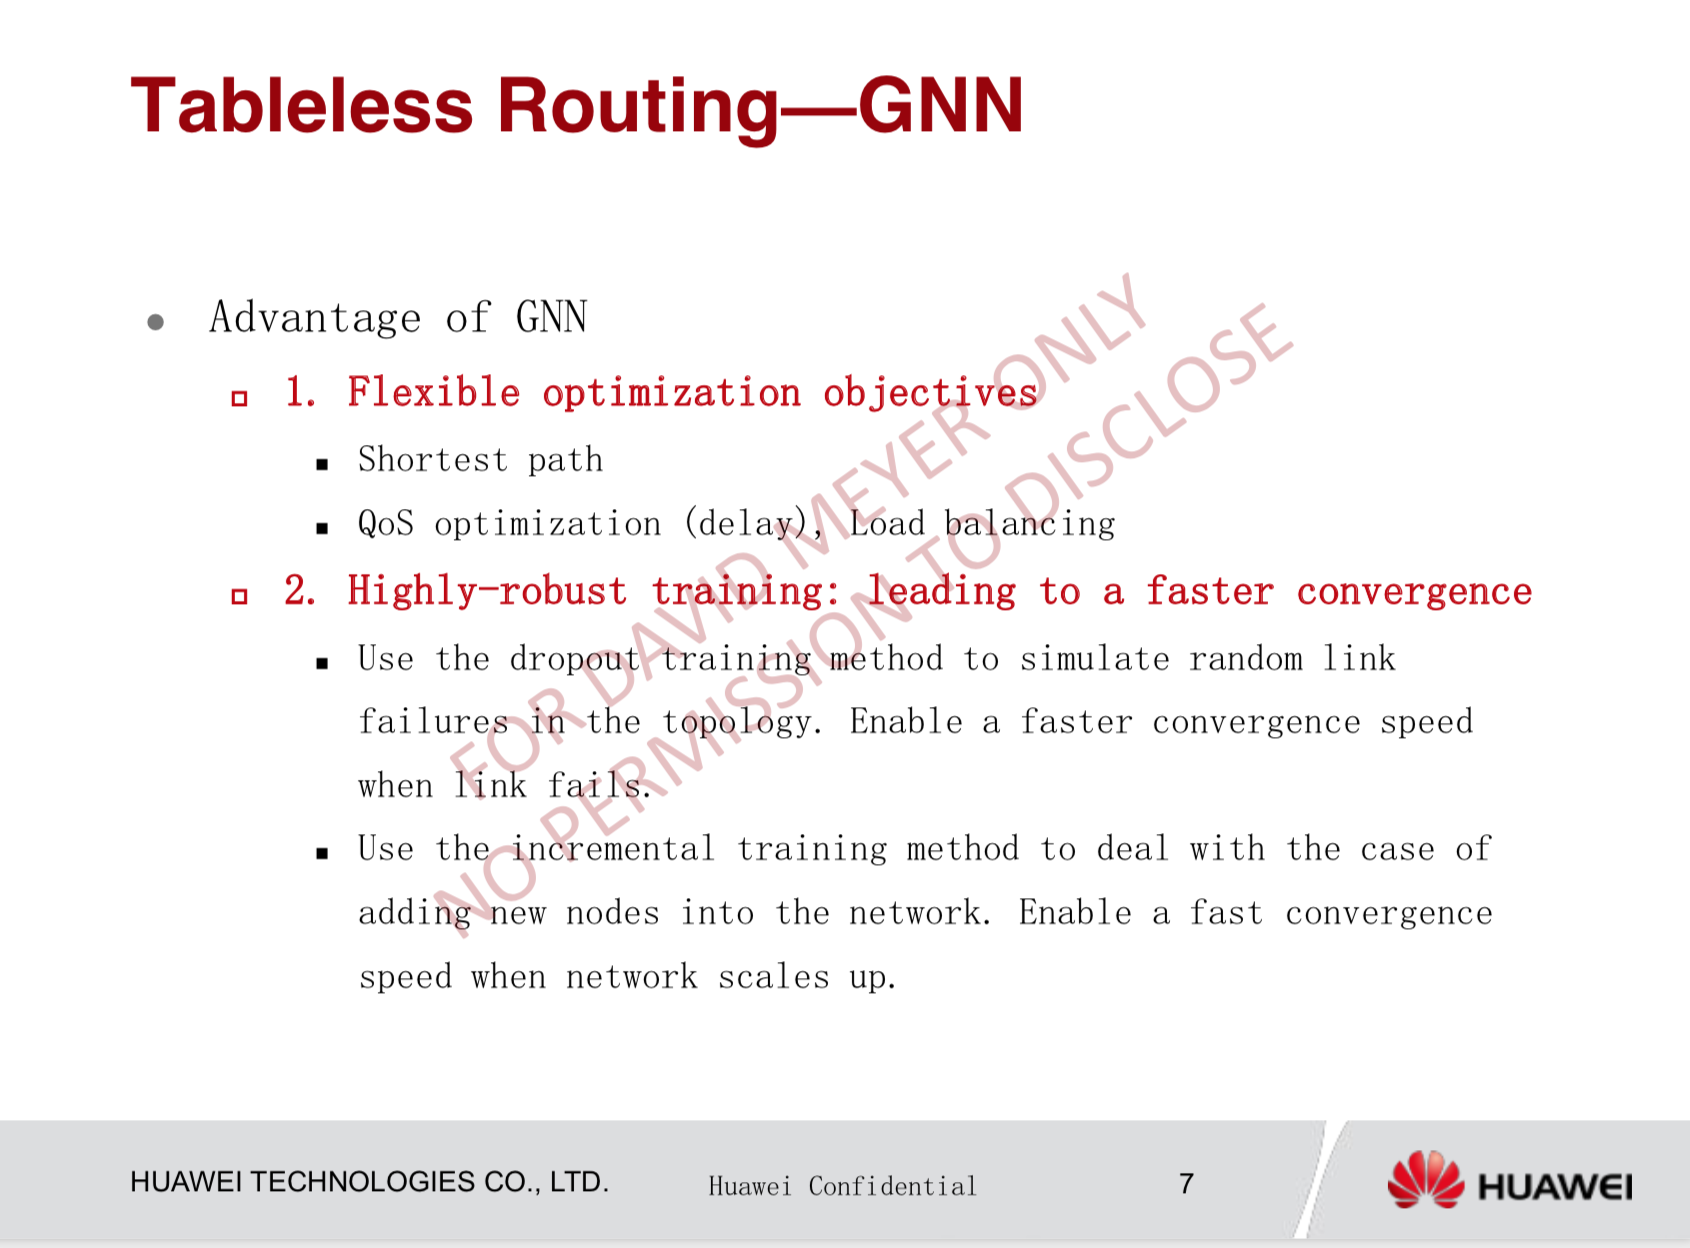 Tableless Routing—GNN
Advantage of GNN
1. Flexible optimization objectives
Shortest path
QoS optimization (delay), Load balancing
2. Highly-robust training: leading to a faster convergence
Use the dropout training method to simulate random link
failures in the topology. Enable a faster convergence speed
when link fails.
Use the incremental training method to deal with the case of
adding new nodes into the network. Enable a fast convergence
speed when network scales up.
FOR DAVID MEYER ONLY
NO PERMISSION TO DISCLOSE
HUAWEI TECHNOLOGIES CO., LTD.
Huawei Confidential
7
HUAWEI